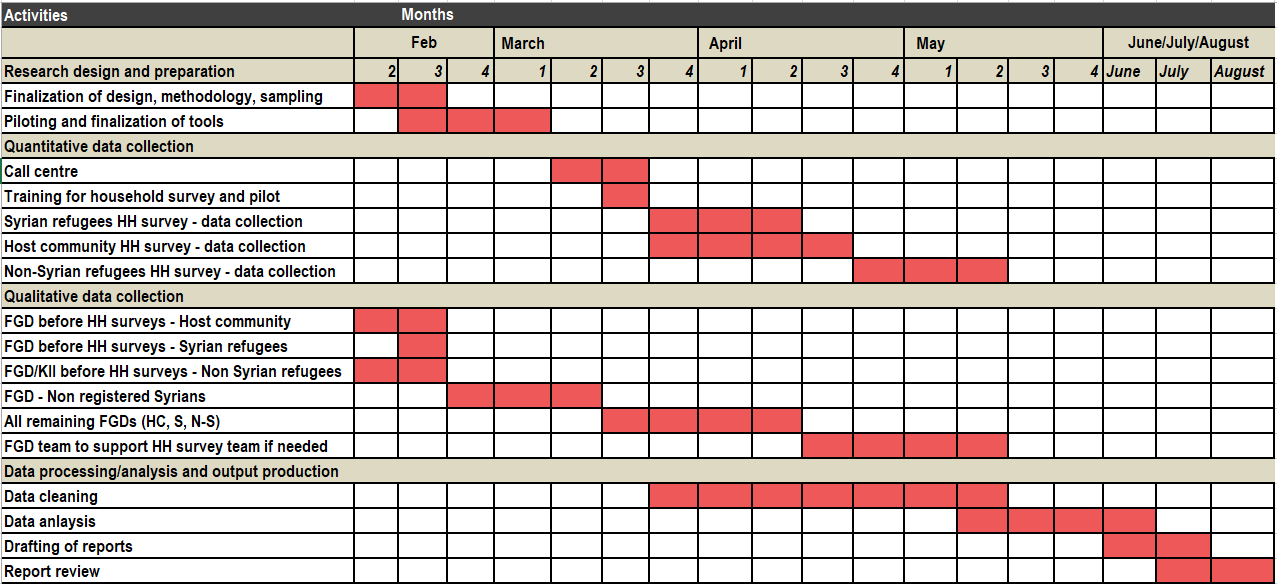 Activities Months
Feb March April May June/July/August
Research design and preparation 2 3 4 1 2 3 4 1 2 3 4 1 2 3 4 June July August
Finalization of design, methodology, sampling
Piloting and finalization of tools
Quantitative data collection
Call centre
Training for household survey and pilot
Syrian refugees HH survey - data collection
Host community HH survey - data collection
Non-Syrian refugees HH survey - data collection
Qualitative data collection
FGD before HH surveys - Host community
FGD before HH surveys - Syrian refugees
FGD/KII before HH surveys - Non Syrian refugees
FGD - Non registered Syrians
All remaining FGDs (HC, S, N-S)
FGD team to support HH survey team if needed
Data processing/analysis and output production
Data cleaning
Data anlaysis
Drafting of reports
Report review